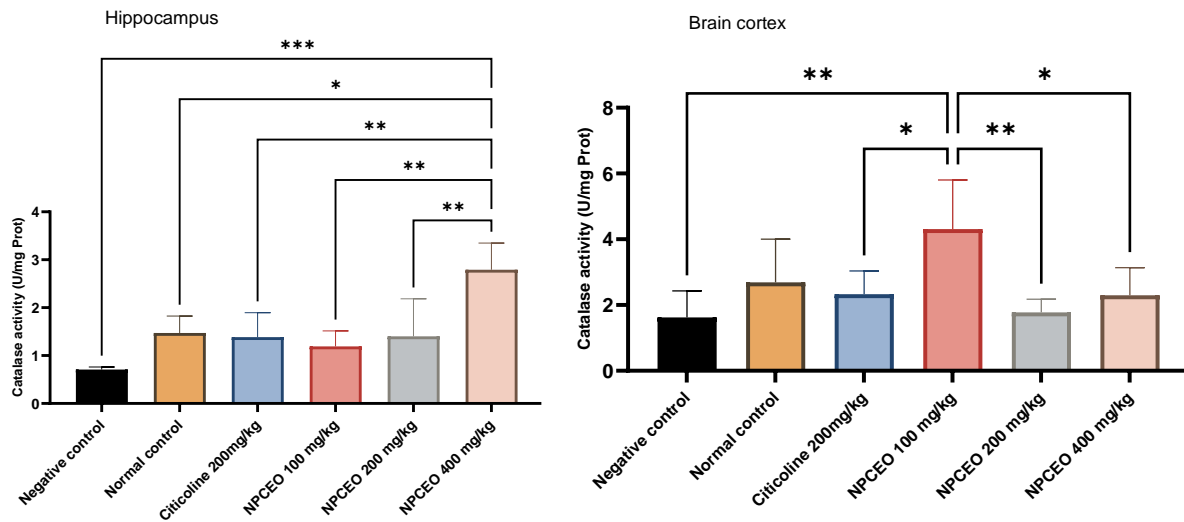 Hippocampus
***
*
**
**
**
Catalase activity (U/mg Prot)
4
3
2
1
0
Negative control
Normal control
Citicoline 200mg/kg
NPCEO 100 mg/kg
NPCEO 200 mg/kg
NPCEO 400 mg/kg
Brain cortex
**
*
*
**
Catalase activity (U/mg Prot)
8
6
4
2
0
Negative control
Normal control
Citicoline 200mg/kg
NPCEO 100 mg/kg
NPCEO 200 mg/kg
NPCEO 400 mg/kg